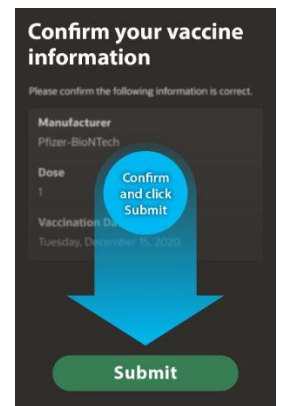 Confirm your vaccine
information
Please confirm the following information is correct.
Manufacturer
Pfizer-BioNTech
Dose
1
Confirm
and click
Submit
Vaccination Da
Tuesday, December 15, 2020
Submit